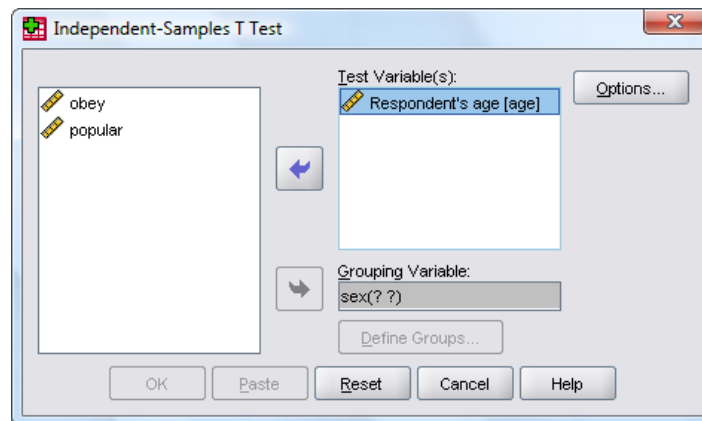 Independent-Samples T Test
obey
popular
Test Variable(s):
Respondent's age [age]
Options...
Grouping Variable:
sex(? ?)
Define Groups...
OK
Paste
Reset
Cancel
Help